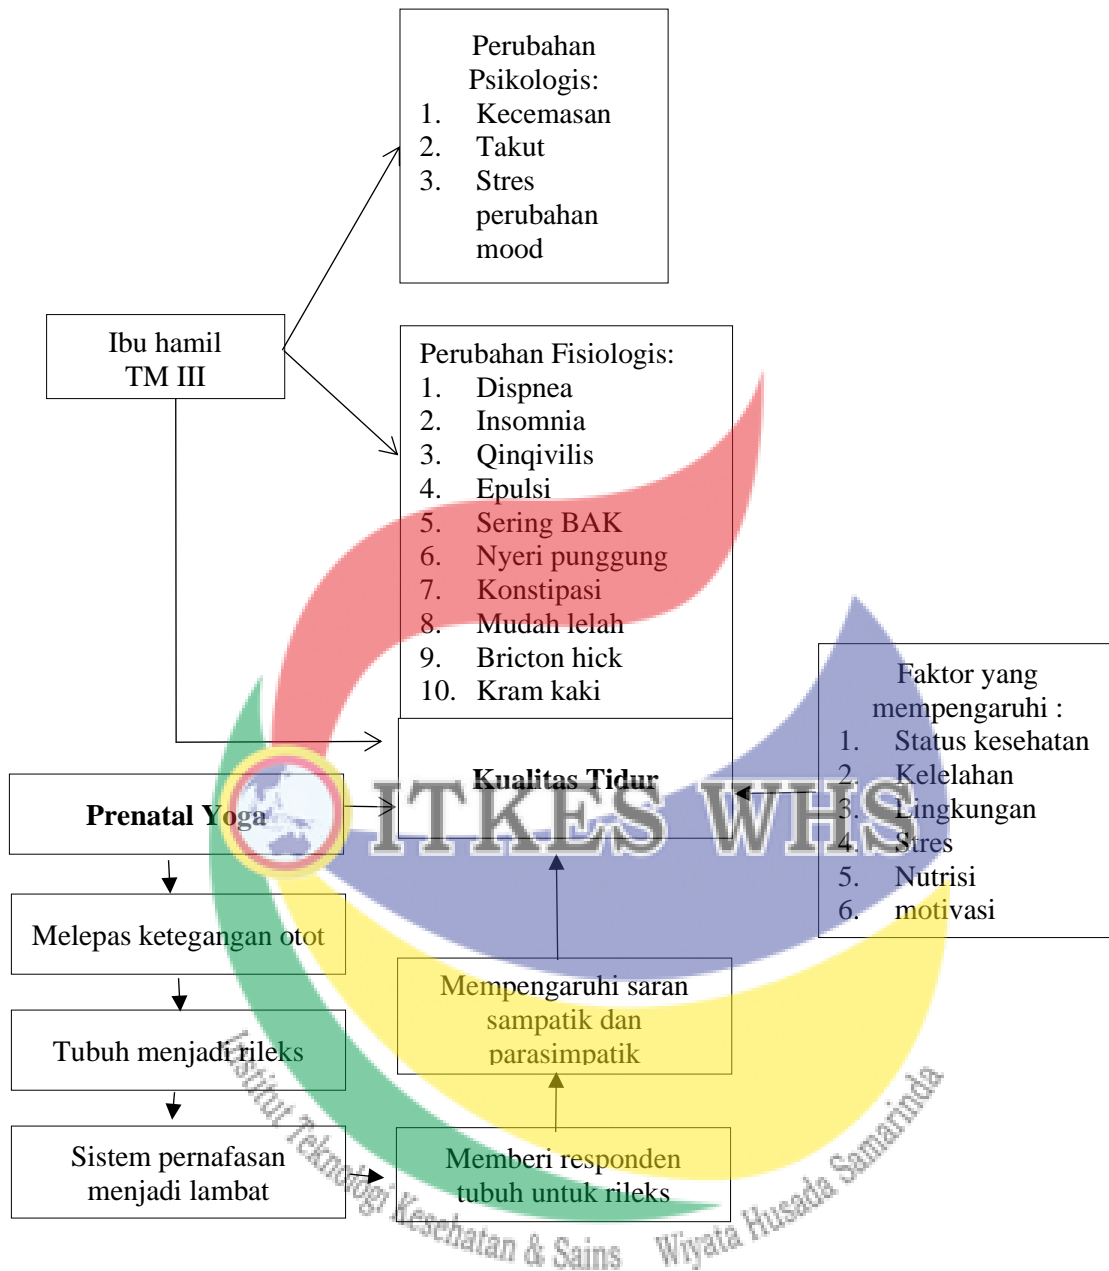 Perubahan
Psikologis:
1. Kecemasan
2. Takut
3. Stres
perubahan
mood
Ibu hamil
TM III
Perubahan Fisiologis:
1. Dispnea
2. Insomnia
3. Qinqivilis
4. Epulsi
5. Sering BAK
6. Nyeri punggung
7. Konstipasi
8. Mudah lelah
9. Bricton hick
10. Kram kaki
Faktor yang
mempengaruhi :
1. Status kesehatan
2. Kelelahan
3. Lingkungan
4. Stres
5. Nutrisi
6. motivasi
Kualitas Tidur
Prenatal Yoga
ITKES WHS
Melepas ketegangan otot
Mempengaruhi saran
sampatik dan
parasimpatik
Tubuh menjadi rileks
Sistem pernafasan
menjadi lambat
Memberi responden
tubuh untuk rileks
Institut Teknologi Kesehatan & Sains Wiyata Husada Samarinda